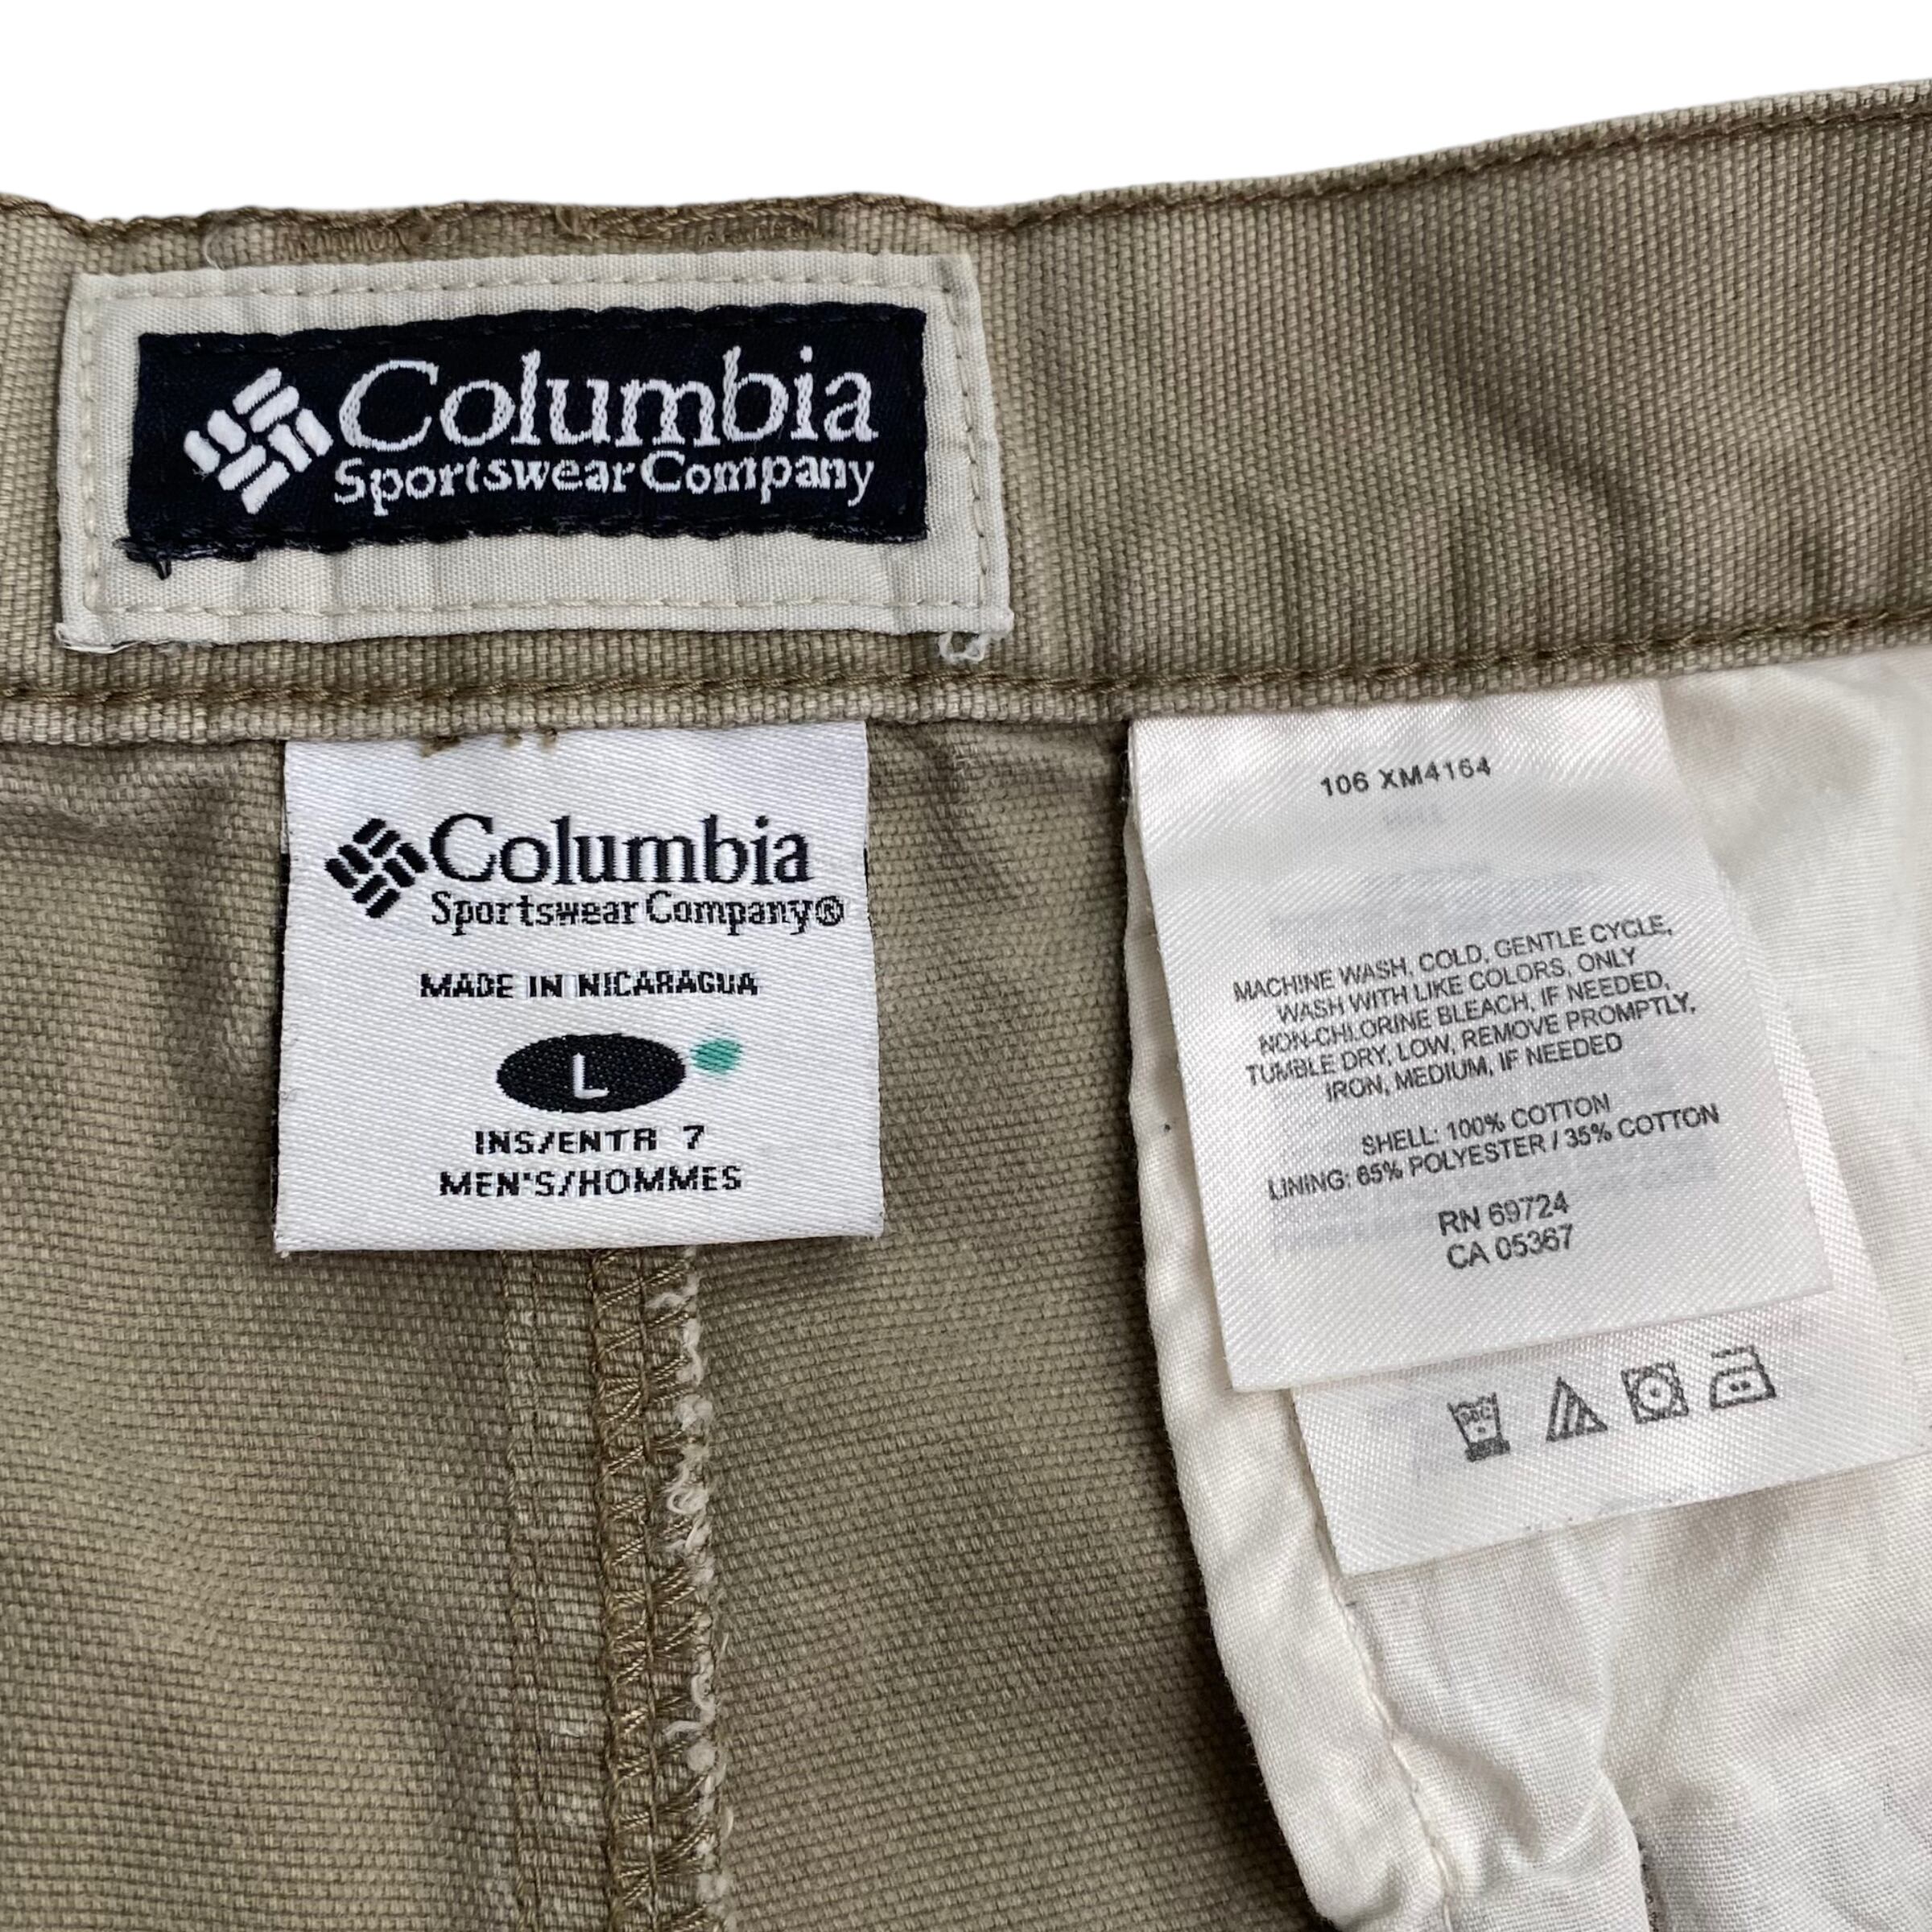 Columbia
Sportswear Company
Columbia
Sportswear Company®
MADE IN NICARAGUA
L
INS/ENTR 7
MEN'S/HOMMES
106 XM4164
MACHINE WASH, COLD, GENTLE CYCLE,
WASH WITH LIKE COLORS, ONLY
NON-CHLORINE BLEACH, IF NEEDED,
TUMBLE DRY, LOW, REMOVE PROMPTLY,
IRON, MEDIUM, IF NEEDED
SHELL: 100% COTTON
LINING: 65% POLYESTER / 35% COTTON
RN 69724
CA 05367